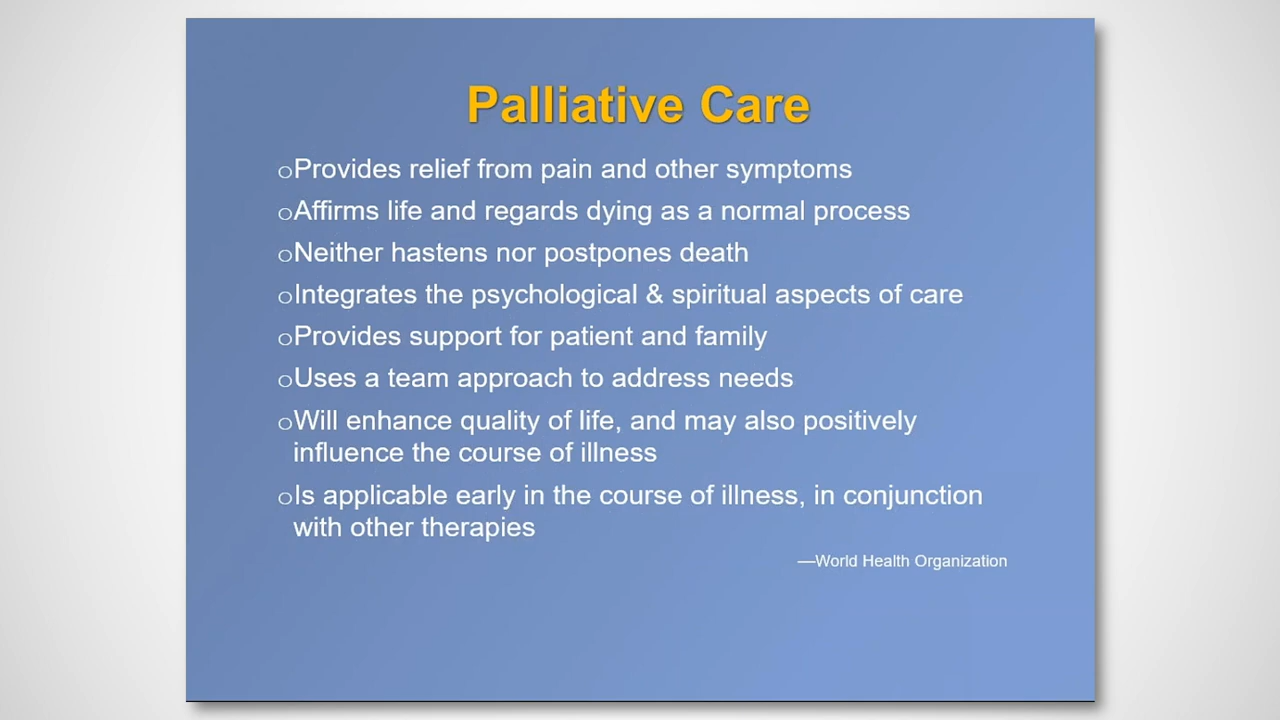 Palliative Care
oProvides relief from pain and other symptoms
oAffirms life and regards dying as a normal process
oNeither hastens nor postpones death
oIntegrates the psychological & spiritual aspects of care
oProvides support for patient and family
oUses a team approach to address needs
oWill enhance quality of life, and may also positively
influence the course of illness
oIs applicable early in the course of illness, in conjunction
with other therapies
—World Health Organization